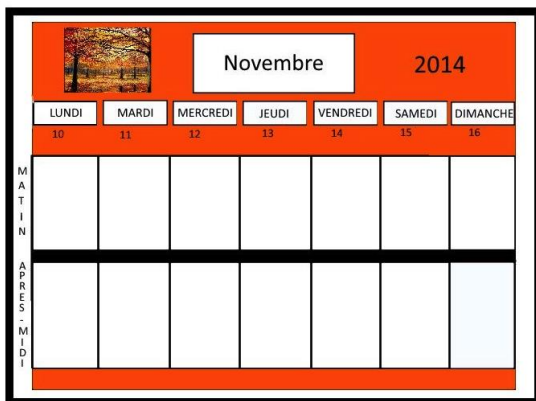 Novembre 2014
LUNDI MARDI MERCREDI JEUDI VENDREDI SAMEDI DIMANCHE
10 11 12 13 14 15 16
MATIN
APRES-MIDI